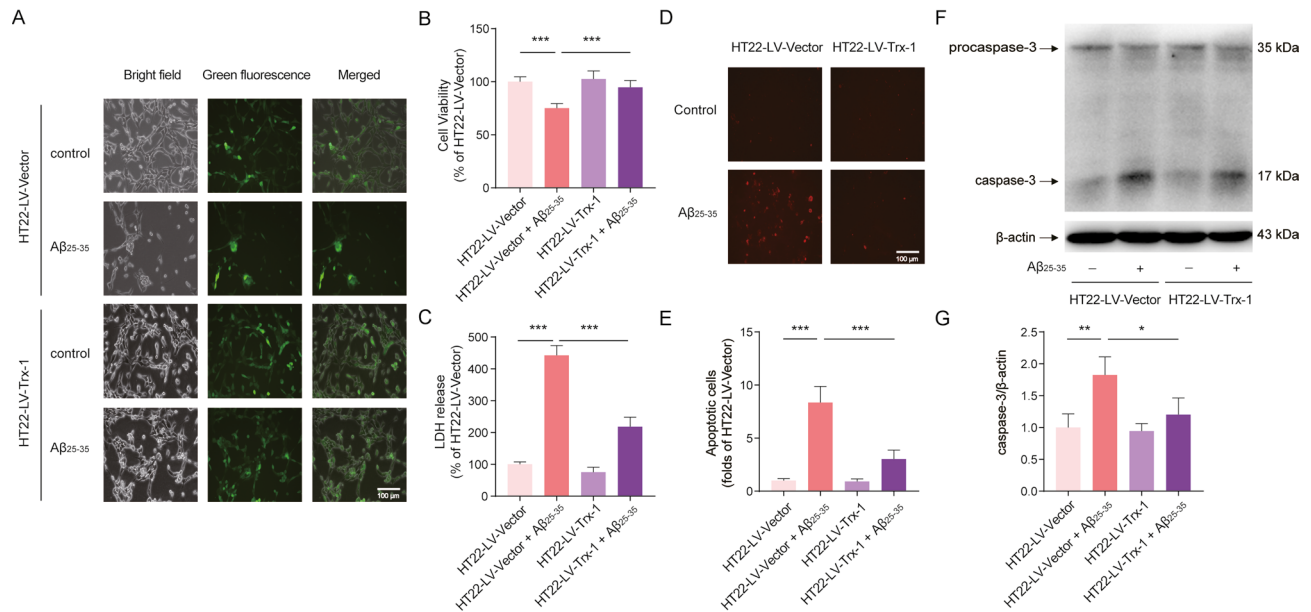 A
Bright field
Green fluorescence
Merged
HT22-LV-Vector
control
Aβ25-35
HT22-LV-Trx-1
control
Aβ25-35
100 μm
B
Cell Viability
(% of HT22-LV-Vector)
150
100
50
0
***
***
HT22-LV-Vector
HT22-LV-Vector + Aβ25-35
HT22-LV-Trx-1
HT22-LV-Trx-1 + Aβ25-35
C
LDH release
(% of HT22-LV-Vector)
500
400
300
200
100
0
***
***
HT22-LV-Vector
HT22-LV-Vector + Aβ25-35
HT22-LV-Trx-1
HT22-LV-Trx-1 + Aβ25-35
D
HT22-LV-Vector
HT22-LV-Trx-1
Control
Aβ25-35
100 μm
E
Apoptotic cells
(folds of HT22-LV-Vector)
15
10
5
0
***
***
HT22-LV-Vector
HT22-LV-Vector + Aβ25-35
HT22-LV-Trx-1
HT22-LV-Trx-1 + Aβ25-35
F
procaspase-3
35 kDa
caspase-3
17 kDa
β-actin
43 kDa
Aβ25-35 – + – +
HT22-LV-Vector HT22-LV-Trx-1
G
caspase-3/β-actin
2.5
2.0
1.5
1.0
0.5
0.0
**
*
HT22-LV-Vector
HT22-LV-Vector + Aβ25-35
HT22-LV-Trx-1
HT22-LV-Trx-1 + Aβ25-35